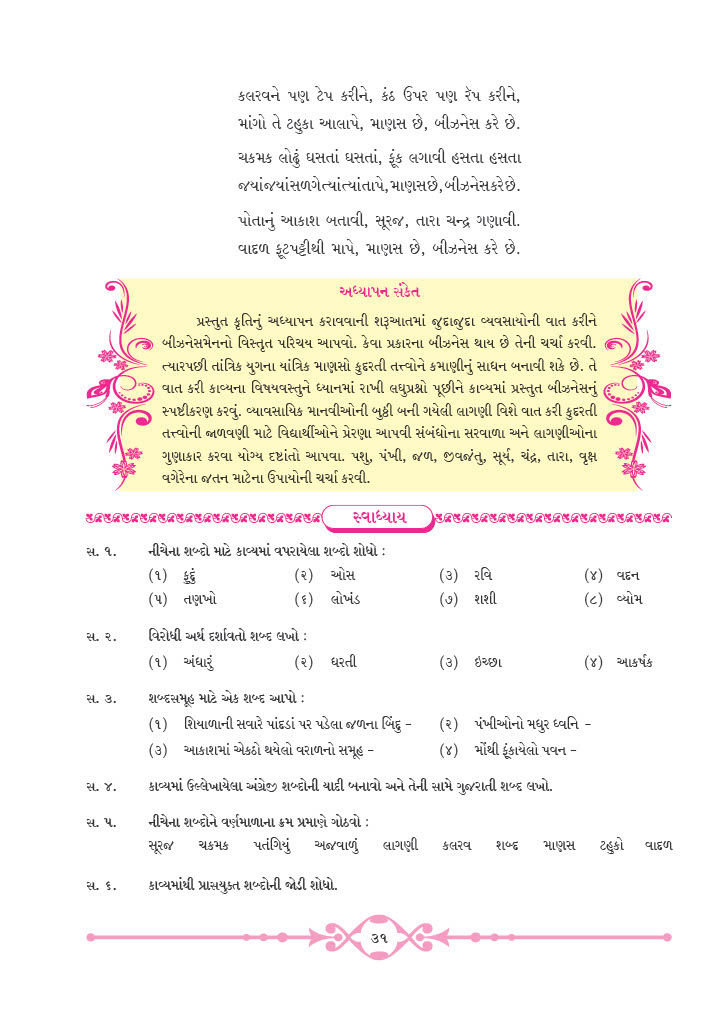 કલરવને પણ ટેપ કરીને, કંઠ ઉપર પણ રૅપ કરીને,
માંગો તે ટહુકા આલાપે, માણસ છે, બીઝનેસ કરે છે.
ચકમક લોઢું ઘસતાં ઘસતાં, ફૂંક લગાવી હસતા હસતા
જયાંજયાંસળગેત્યાંત્યાંતાપે,માણસછે,બીઝનેસકરેછે.
પોતાનું આકાશ બતાવી, સૂરજ, તારા ચન્દ્ર ગણાવી.
વાદળ ફૂટપટ્ટીથી માપે, માણસ છે, બીઝનેસ કરે છે.
અધ્યાપન સંકેત
પ્રસ્તુત કૃતિનું અધ્યાપન કરાવવાની શરૂઆતમાં જુદાજુદા વ્યવસાયોની વાત કરીને
બીઝનેસમેનનો વિસ્તૃત પરિચય આપવો. કેવા પ્રકારના બીઝનેસ થાય છે તેની ચર્ચા કરવી.
ત્યારપછી તાંત્રિક યુગના યાંત્રિક માણસો કુદરતી તત્ત્વોને કમાણીનું સાધન બનાવી શકે છે. તે
વાત કરી કાવ્યના વિષયવસ્તુને ધ્યાનમાં રાખી લઘુપ્રશ્નો પૂછીને કાવ્યમાં પ્રસ્તુત બીઝનેસનું
સ્પષ્ટીકરણ કરવું. વ્યાવસાયિક માનવીઓની બુઠ્ઠી બની ગયેલી લાગણી વિશે વાત કરી કુદરતી
તત્ત્વોની જાળવણી માટે વિદ્યાર્થીઓને પ્રેરણા આપવી સંબંધોના સરવાળા અને લાગણીઓના
ગુણાકાર કરવા યોગ્ય દૃષ્ટાંતો આપવા. પશુ, પંખી, જળ, જીવજંતુ, સૂર્ય, ચંદ્ર, તારા, વૃક્ષ
વગેરેના જતન માટેના ઉપાયોની ચર્ચા કરવી.
સ્વાધ્યાય
સ. ૧. નીચેના શબ્દો માટે કાવ્યમાં વપરાયેલા શબ્દો શોધો :
(૧) ફુદું (૨) ઓસ (૩) રવિ (૪) વદન
(૫) તણખો (૬) લોખંડ (૭) શશી (૮) વ્યોમ
સ. ૨. વિરોધી અર્થ દર્શાવતો શબ્દ લખો :
(૧) અંધારું (૨) ધરતી (૩) ઇચ્છા (૪) આકર્ષક
સ. ૩. શબ્દસમૂહ માટે એક શબ્દ આપો :
(૧) શિયાળાની સવારે પાંદડાં પર પડેલા જળના બિંદુ – (૨) પંખીઓનો મધુર ધ્વનિ –
(૩) આકાશમાં એકઠો થયેલો વરાળનો સમૂહ – (૪) મોંથી ફૂંકાયેલો પવન –
સ. ૪. કાવ્યમાં ઉલ્લેખાયેલા અંગ્રેજી શબ્દોની યાદી બનાવો અને તેની સામે ગુજરાતી શબ્દ લખો.
સ. ૫. નીચેના શબ્દોને વર્ણમાળાના ક્રમ પ્રમાણે ગોઠવો :
સૂરજ ચકમક પતંગિયું અજવાળું લાગણી કલરવ શબ્દ માણસ ટહુકો વાદળ
સ. ૬. કાવ્યમાંથી પ્રાસયુક્ત શબ્દોની જોડી શોધો.
૩૧